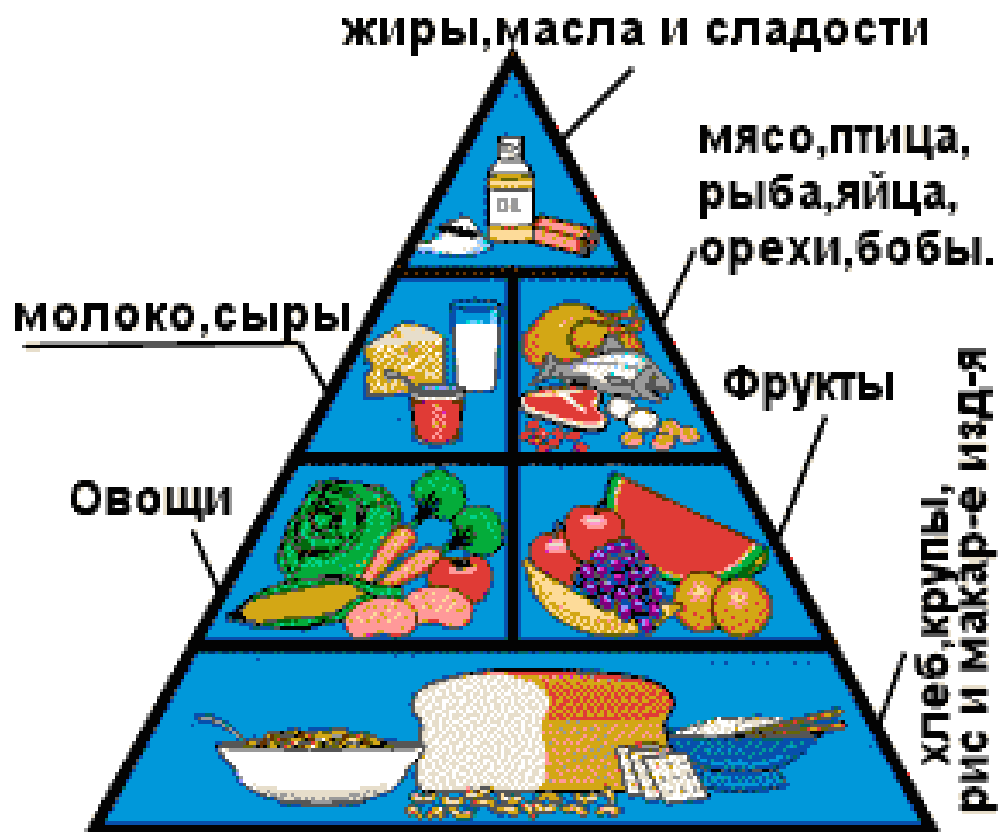 жиры,масла и сладости
мясо,птица,
рыба,яйца,
орехи,бобы.
молоко,сыры
Фрукты
Овощи
хлеб,крупы,
рис и макар-е изд-я
OIL